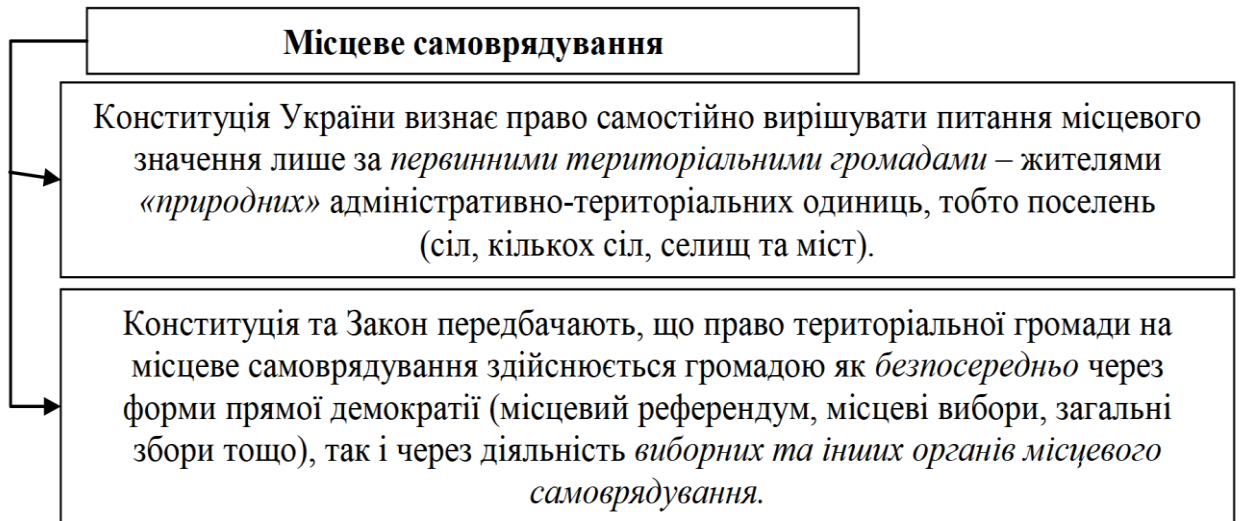 Місцеве самоврядування
Конституція України визнає право самостійно вирішувати питання місцевого
значення лише за первинними територіальними громадами – жителями
«природних» адміністративно-територіальних одиниць, тобто поселень
(сіл, кількох сіл, селищ та міст).
Конституція та Закон передбачають, що право територіальної громади на
місцеве самоврядування здійснюється громадою як безпосередньо через
форми прямої демократії (місцевий референдум, місцеві вибори, загальні
збори тощо), так і через діяльність виборних та інших органів місцевого
самоврядування.